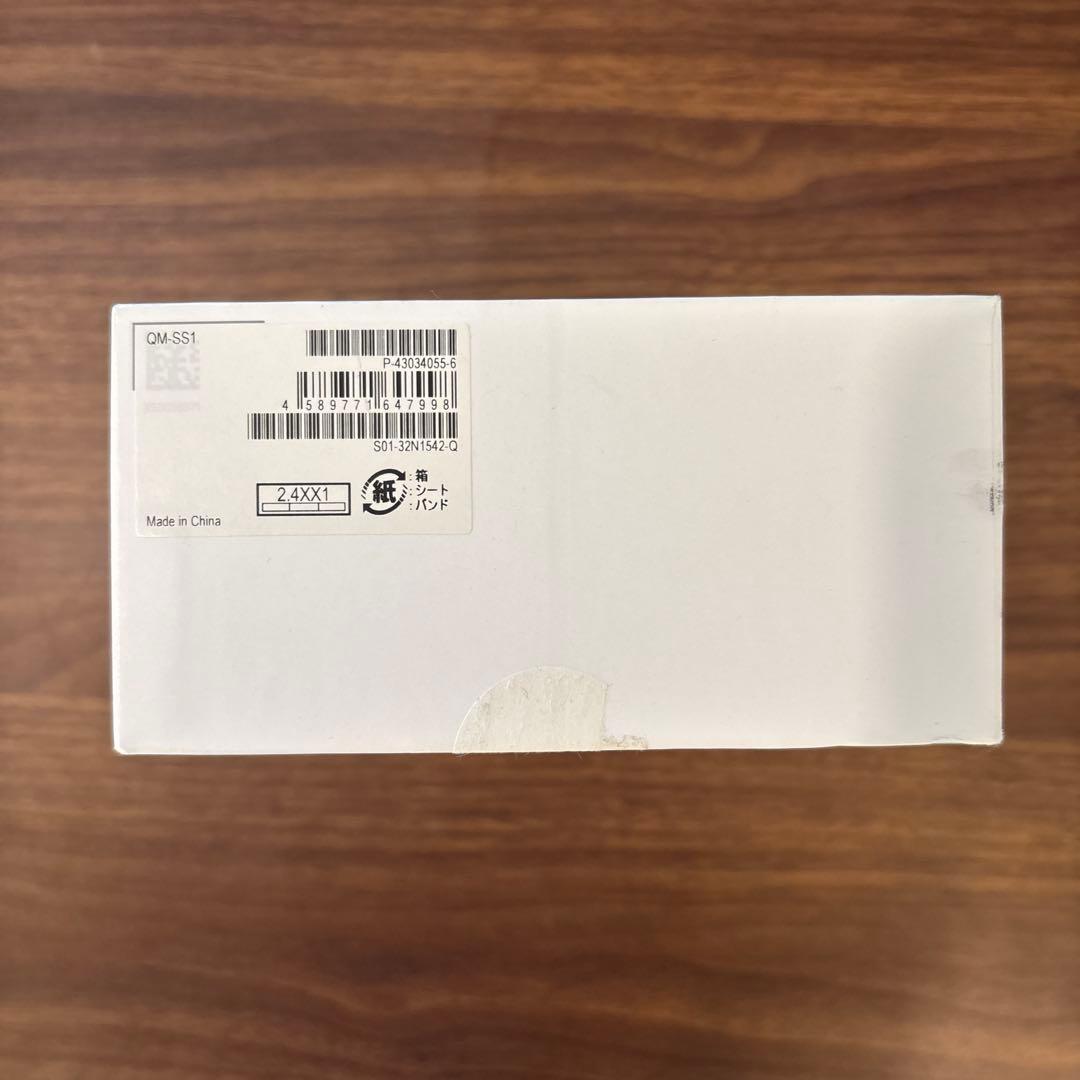 QM-SS1
P-43034055-6
4 589771 647998
S01-32N1542-Q
2.4XX1
紙 :箱
:シート
:バンド
Made in China